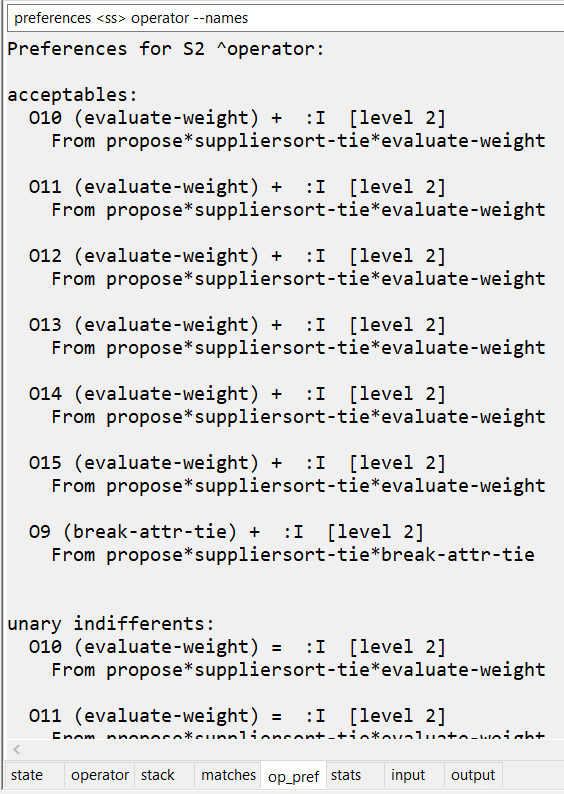 preferences <ss> operator --names
Preferences for S2 ^operator:
acceptables:
O10 (evaluate-weight) + :I [level 2]
From propose*suppliersort-tie*evaluate-weight
O11 (evaluate-weight) + :I [level 2]
From propose*suppliersort-tie*evaluate-weight
O12 (evaluate-weight) + :I [level 2]
From propose*suppliersort-tie*evaluate-weight
O13 (evaluate-weight) + :I [level 2]
From propose*suppliersort-tie*evaluate-weight
O14 (evaluate-weight) + :I [level 2]
From propose*suppliersort-tie*evaluate-weight
O15 (evaluate-weight) + :I [level 2]
From propose*suppliersort-tie*evaluate-weight
O9 (break-attr-tie) + :I [level 2]
From propose*suppliersort-tie*break-attr-tie
unary indifferents:
O10 (evaluate-weight) = :I [level 2]
From propose*suppliersort-tie*evaluate-weight
O11 (evaluate-weight) = :I [level 2]
From propose*suppliersort-tie*evaluate-weight
state operator stack matches op_pref stats input output